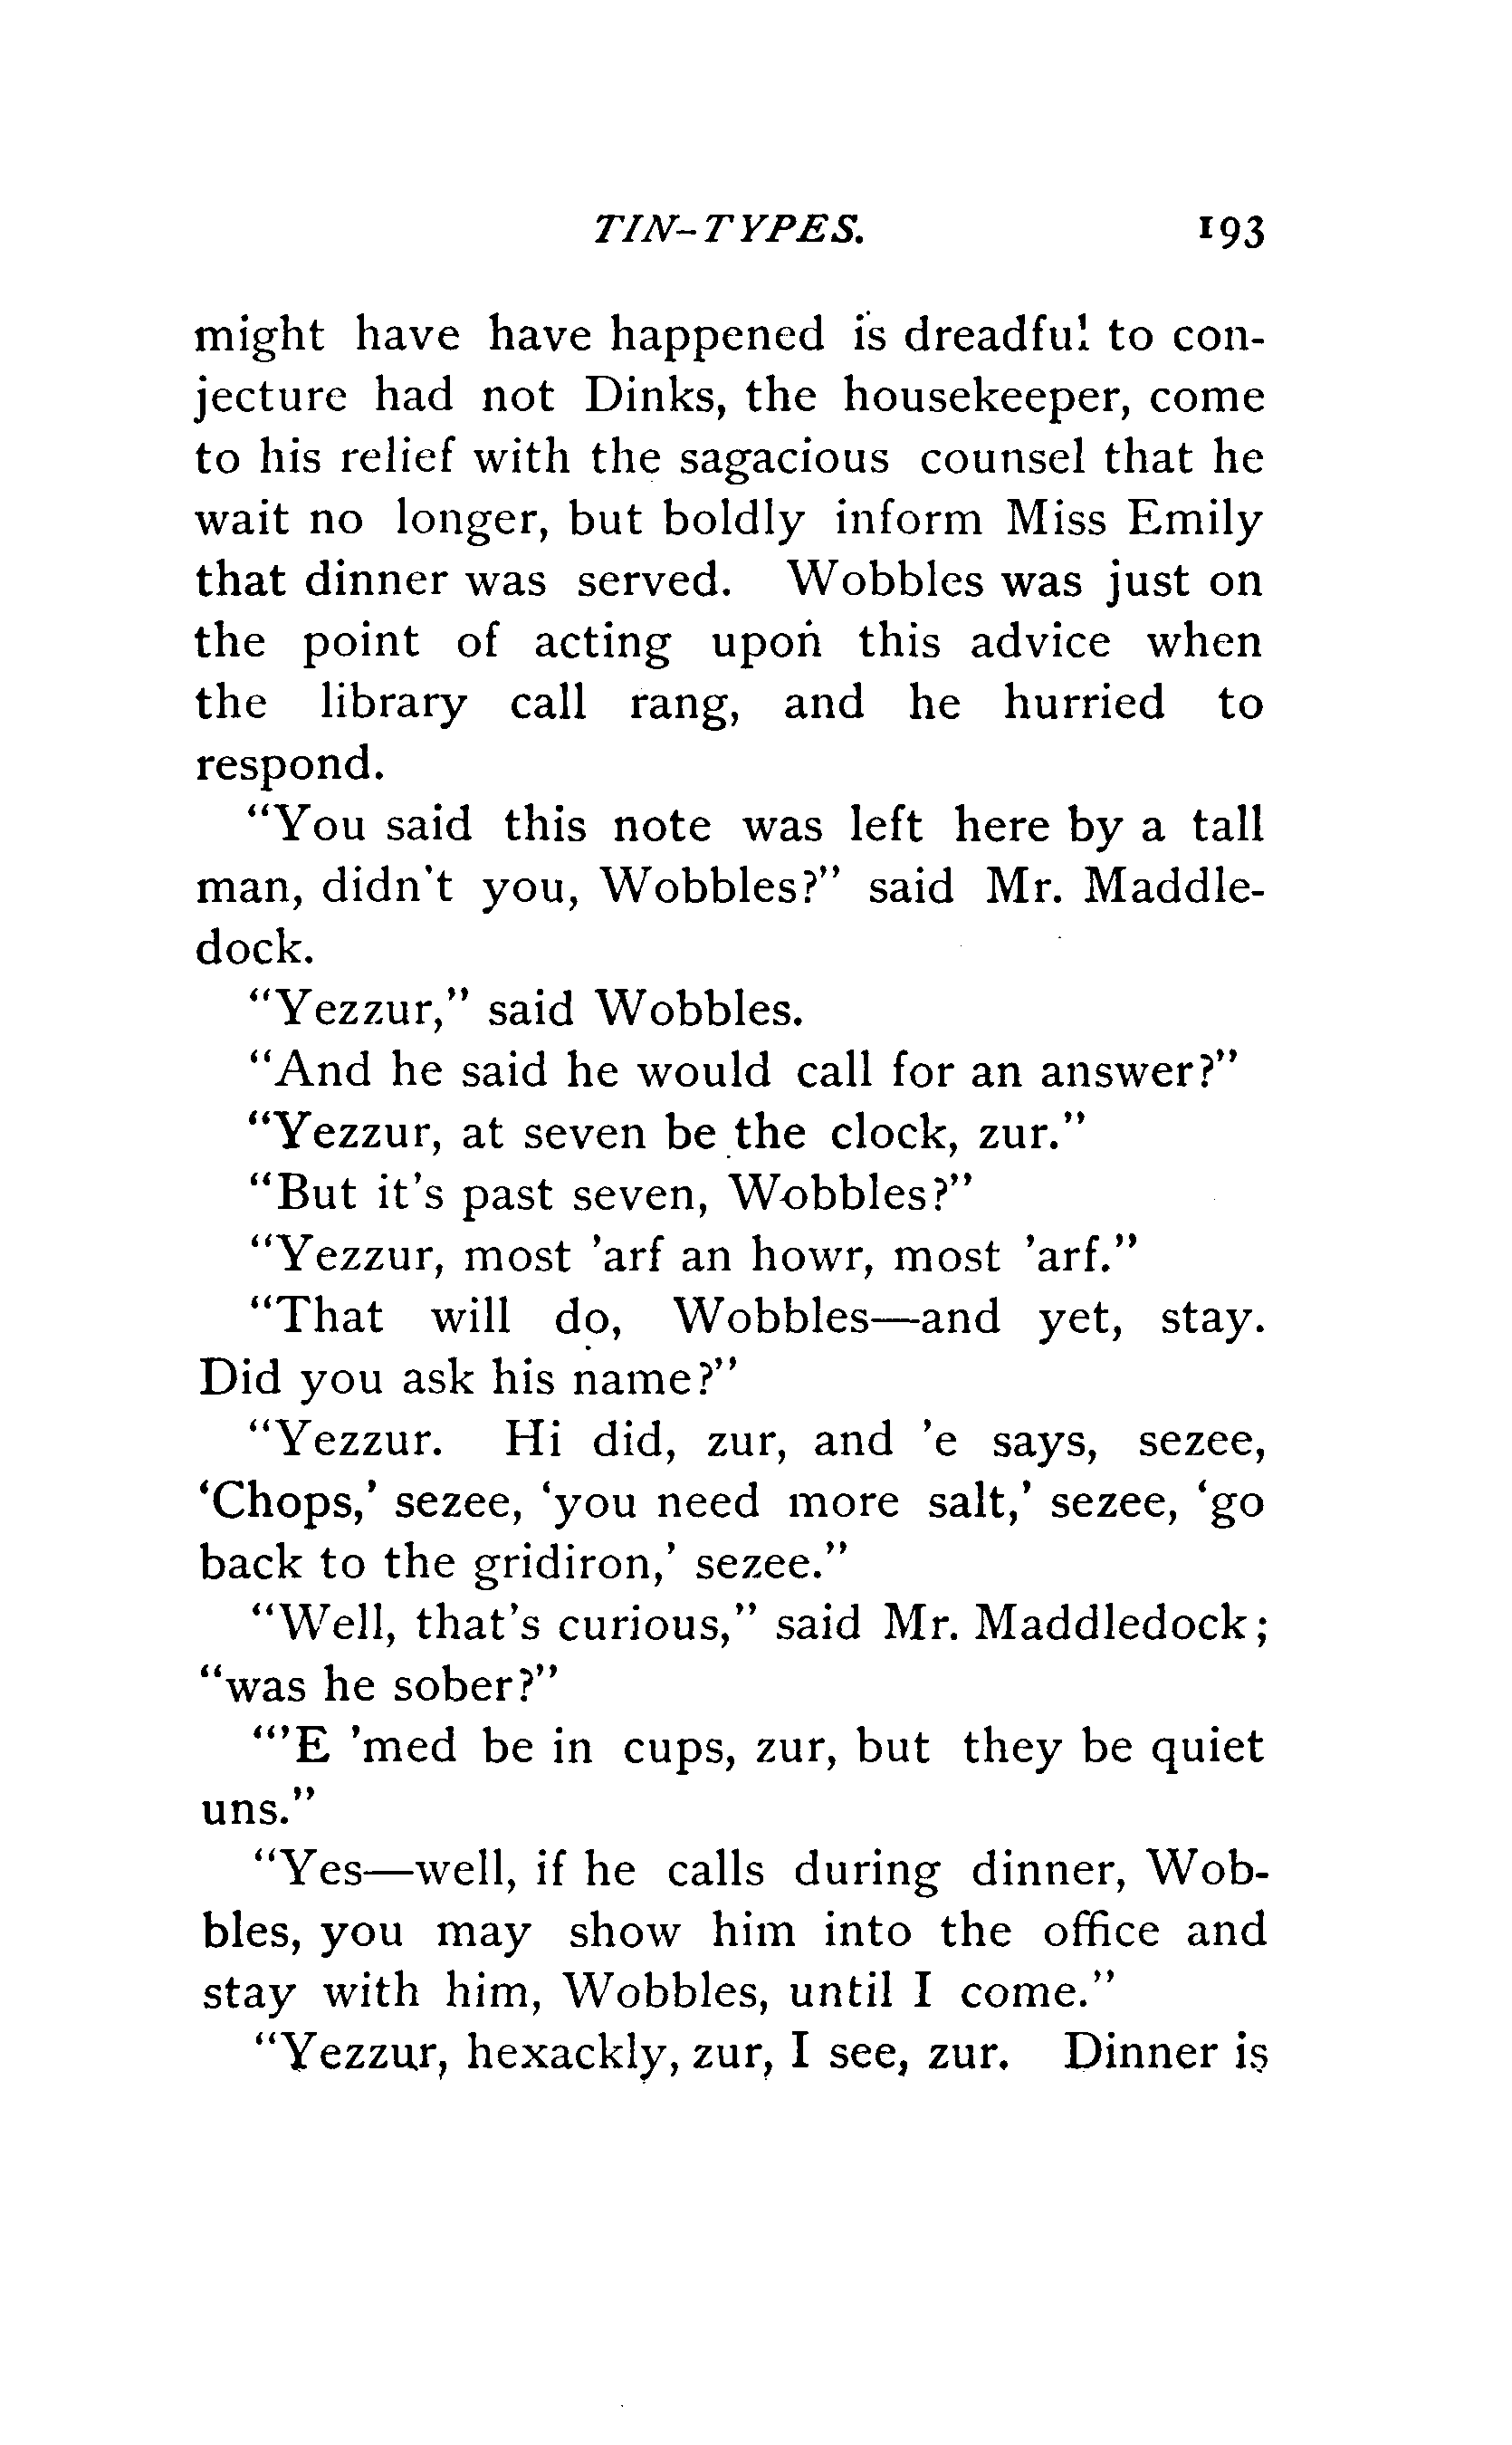 TIN-TYPES. 193
might have have happened is dreadful to con-
jecture had not Dinks, the housekeeper, come
to his relief with the sagacious counsel that he
wait no longer, but boldly inform Miss Emily
that dinner was served. Wobbles was just on
the point of acting upon this advice when
the library call rang, and he hurried to
respond.
"You said this note was left here by a tall
man, didn't you, Wobbles?" said Mr. Maddle-
dock.
"Yezzur," said Wobbles.
"And he said he would call for an answer?"
"Yezzur, at seven be the clock, zur."
"But it's past seven, Wobbles?"
"Yezzur, most 'arf an howr, most 'arf."
"That will do, Wobbles—and yet, stay.
Did you ask his name?"
"Yezzur. Hi did, zur, and 'e says, sezee,
'Chops,' sezee, 'you need more salt,' sezee, 'go
back to the gridiron,' sezee."
"Well, that's curious," said Mr. Maddledock;
"was he sober?"
"'E 'med be in cups, zur, but they be quiet
uns."
"Yes—well, if he calls during dinner, Wob-
bles, you may show him into the office and
stay with him, Wobbles, until I come."
"Yezzur, hexackly, zur, I see, zur. Dinner is